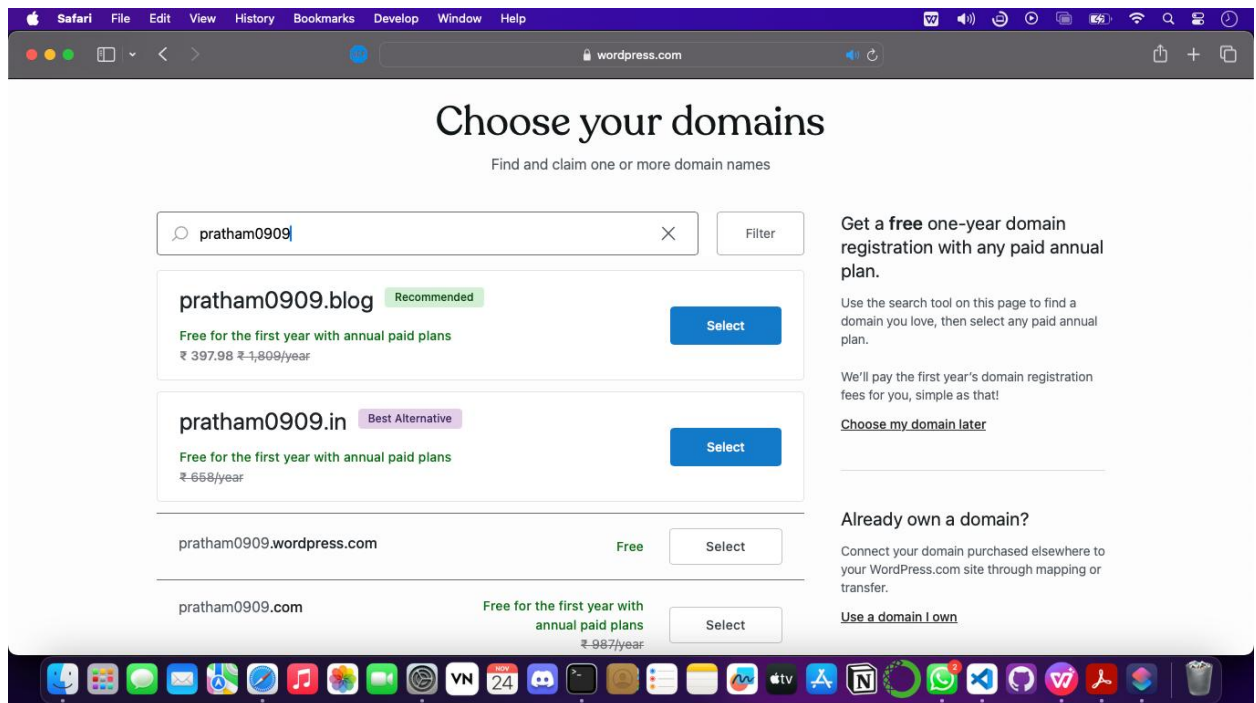 Safari File Edit View History Bookmarks Develop Window Help
wordpress.com
Choose your domains
Find and claim one or more domain names
pratham0909
Filter
pratham0909.blog Recommended
Free for the first year with annual paid plans
₹ 397.98 ₹ 1,809/year
Select
pratham0909.in Best Alternative
Free for the first year with annual paid plans
₹ 658/year
Select
pratham0909.wordpress.com
Free
Select
pratham0909.com
Free for the first year with
annual paid plans
₹ 987/year
Select
Get a free one-year domain
registration with any paid annual
plan.
Use the search tool on this page to find a
domain you love, then select any paid annual
plan.
We'll pay the first year's domain registration
fees for you, simple as that!
Choose my domain later
Already own a domain?
Connect your domain purchased elsewhere to
your WordPress.com site through mapping or
transfer.
Use a domain I own
VN
NOV
24
tv
2